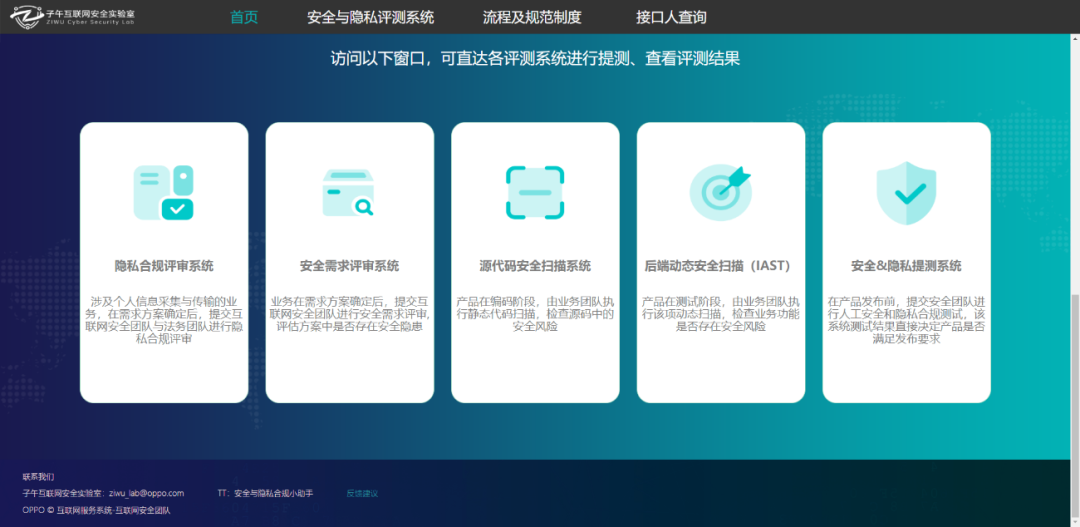 子午互联网安全实验室
ZIWU Cyber Security Lab
首页
安全与隐私评测系统
流程及规范制度
接口人查询
访问以下窗口，可直达各评测系统进行提测、查看评测结果
隐私合规评审系统
涉及个人信息采集与传输的业
务，在需求方案确定后，提交互
联网安全团队与法务团队进行隐
私合规评审
安全需求评审系统
业务在需求方案确定后，提交互
联网安全团队进行安全需求评审，
评估方案中是否存在安全隐患
源代码安全扫描系统
产品在编码阶段，由业务团队执
行静态代码扫描，检查源码中的
安全风险
后端动态安全扫描（IAST）
产品在测试阶段，由业务团队执
行该项动态扫描，检查业务功能
是否存在安全风险
安全&隐私提测系统
在产品发布前，提交安全团队进
行人工安全和隐私合规测试，该
系统测试结果直接决定产品是否
满足发布要求
联系我们
子午互联网安全实验室：ziwu_lab@oppo.com
TT：安全与隐私合规小助手
反馈建议
OPPO © 互联网服务系统-互联网安全团队